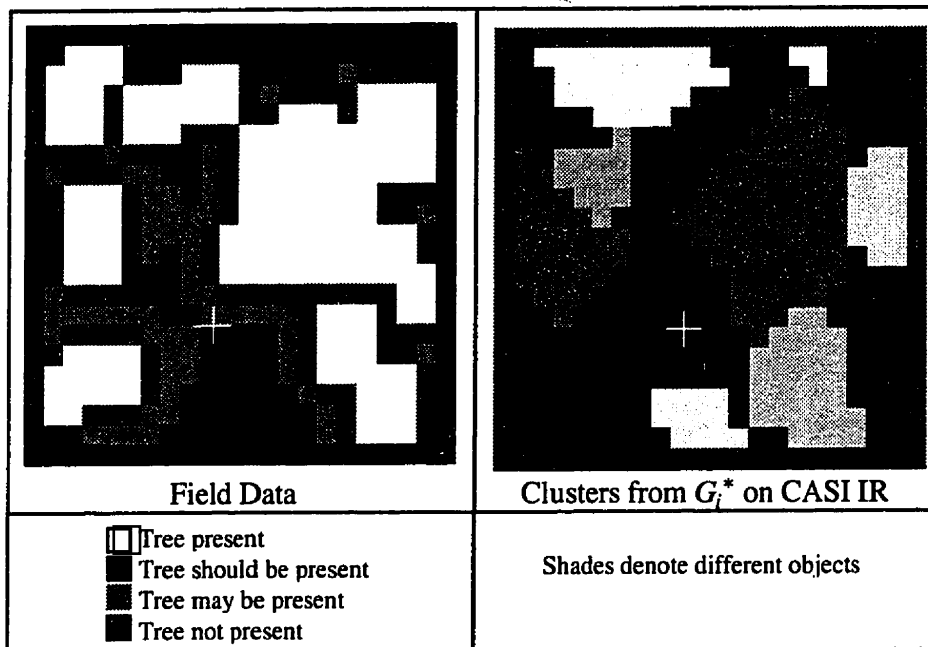 Field Data
Clusters from G_i* on CASI IR
Tree present
Tree should be present
Tree may be present
Tree not present
Shades denote different objects